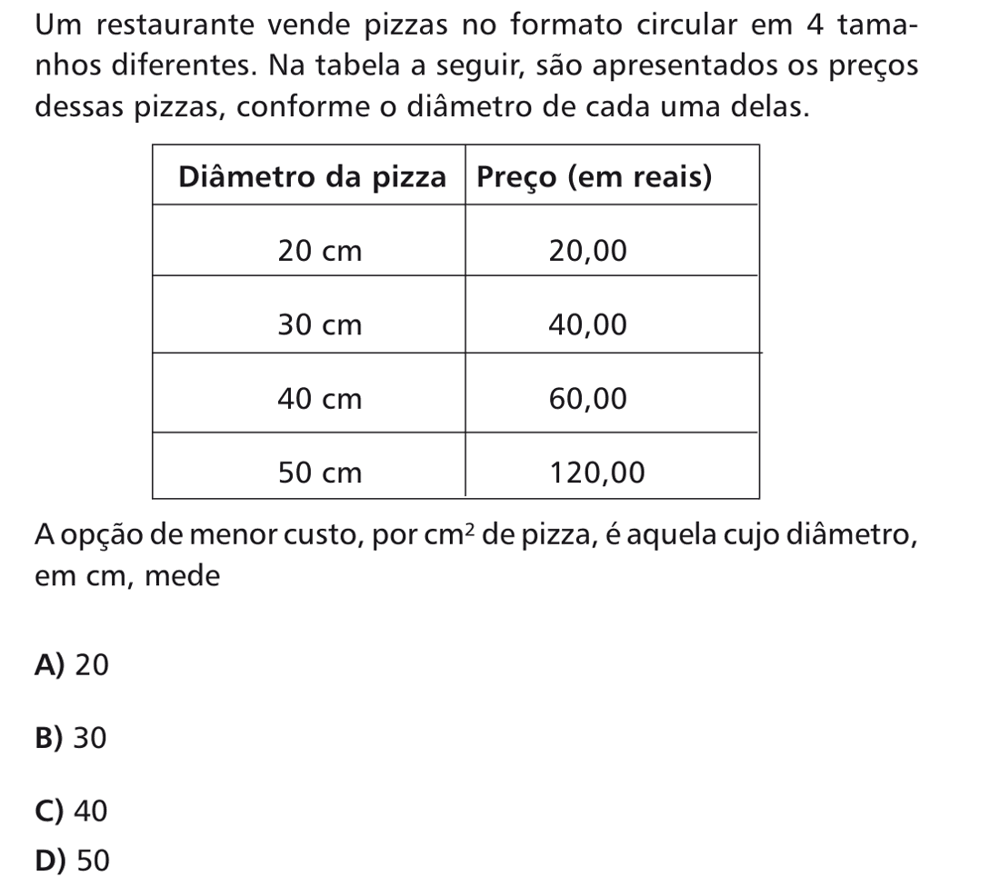 Um restaurante vende pizzas no formato circular em 4 tama-
nhos diferentes. Na tabela a seguir, são apresentados os preços
dessas pizzas, conforme o diâmetro de cada uma delas.
Diâmetro da pizza Preço (em reais)
20 cm 20,00
30 cm 40,00
40 cm 60,00
50 cm 120,00
A opção de menor custo, por cm² de pizza, é aquela cujo diâmetro,
em cm, mede
A) 20
B) 30
C) 40
D) 50